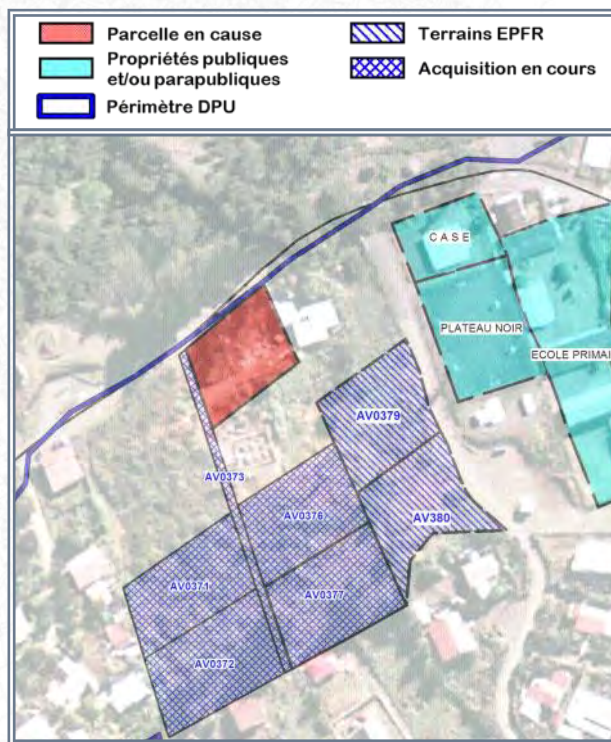 Parcelle en cause
Propriétés publiques
et/ou parapubliques
Périmètre DPU
Terrains EPFR
Acquisition en cours
C A S E
PLATEAU NOIR
ECOLE PRIMAI
AV0379
AV0373
AV0376
AV380
AV0371
AV0377
AV0372